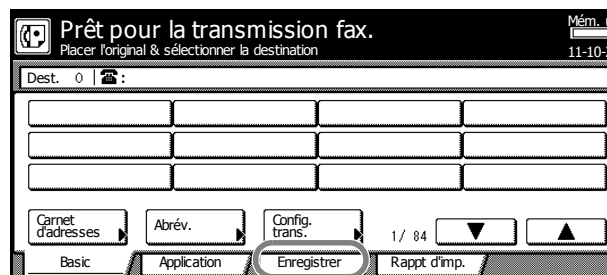 Prêt pour la transmission fax.
Placer l'original & sélectionner la destination
Mém.
11-10-
Dest. 0 ☎:
Carnet d'adresses
Abrév.
Config. trans.
1/ 84
Basic
Application
Enregistrer
Rappt d'imp.